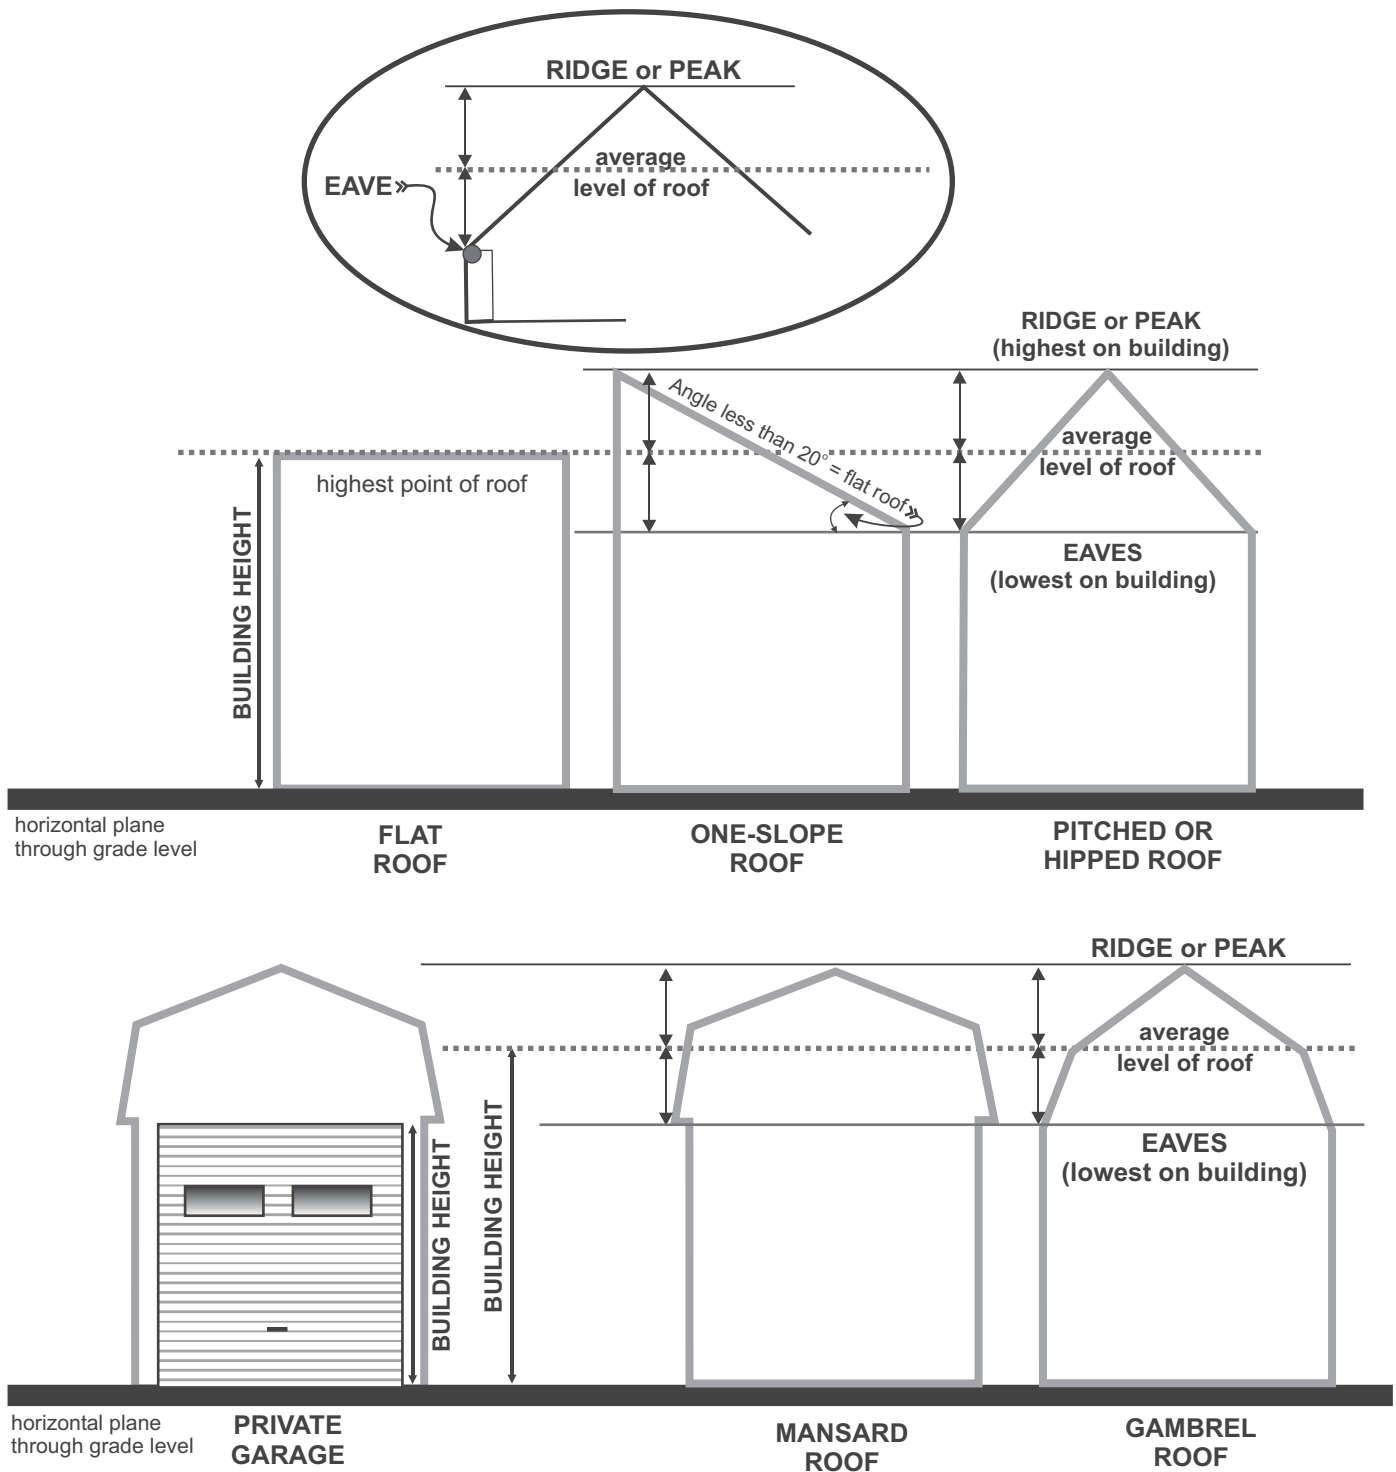 RIDGE or PEAK
average
level of roof
EAVE
RIDGE or PEAK
(highest on building)
Angle less than 20° = flat roof
average
level of roof
highest point of roof
EAVES
(lowest on building)
BUILDING HEIGHT
horizontal plane
through grade level
FLAT
ROOF
ONE-SLOPE
ROOF
PITCHED OR
HIPPED ROOF
RIDGE or PEAK
average
level of roof
EAVES
(lowest on building)
BUILDING HEIGHT
BUILDING HEIGHT
horizontal plane
through grade level
PRIVATE
GARAGE
MANSARD
ROOF
GAMBREL
ROOF